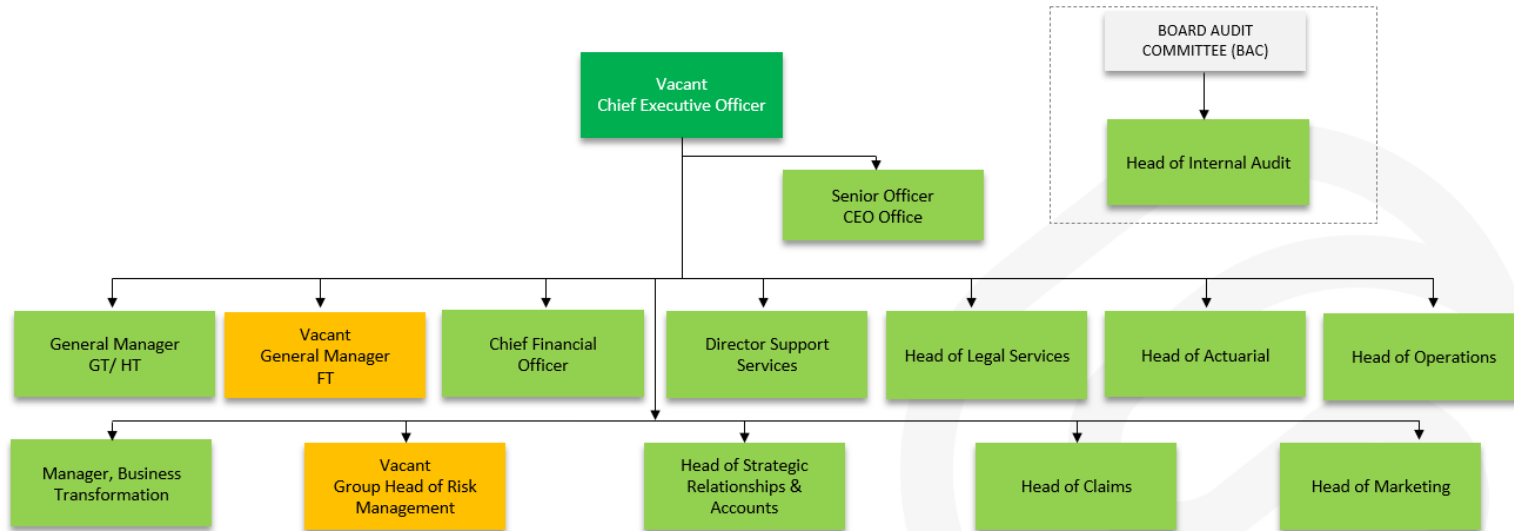 BOARD AUDIT
COMMITTEE (BAC)
Vacant
Chief Executive Officer
Head of Internal Audit
Senior Officer
CEO Office
General Manager
GT/ HT
Vacant
General Manager
FT
Chief Financial
Officer
Director Support
Services
Head of Legal Services
Head of Actuarial
Head of Operations
Manager, Business
Transformation
Vacant
Group Head of Risk
Management
Head of Strategic
Relationships &
Accounts
Head of Claims
Head of Marketing